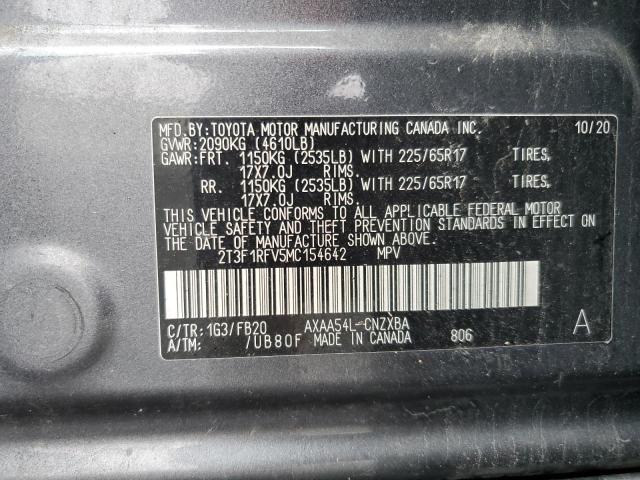 MFD.BY:TOYOTA MOTOR MANUFACTURING CANADA INC. 10/20
GVWR:2090KG (4610LB)
GAWR:FRT. 1150KG (2535LB) WITH 225/65R17 TIRES,
17X7.0J RIMS.
RR. 1150KG (2535LB) WITH 225/65R17 TIRES,
17X7.0J RIMS.
THIS VEHICLE CONFORMS TO ALL APPLICABLE FEDERAL MOTOR
VEHICLE SAFETY AND THEFT PREVENTION STANDARDS IN EFFECT ON
THE DATE OF MANUFACTURE SHOWN ABOVE.
2T3F1RFV5MC154642 MPV
C/TR:1G3/FB20 AXAA54L-CNZXBA A
A/TM: /UB80F MADE IN CANADA 806